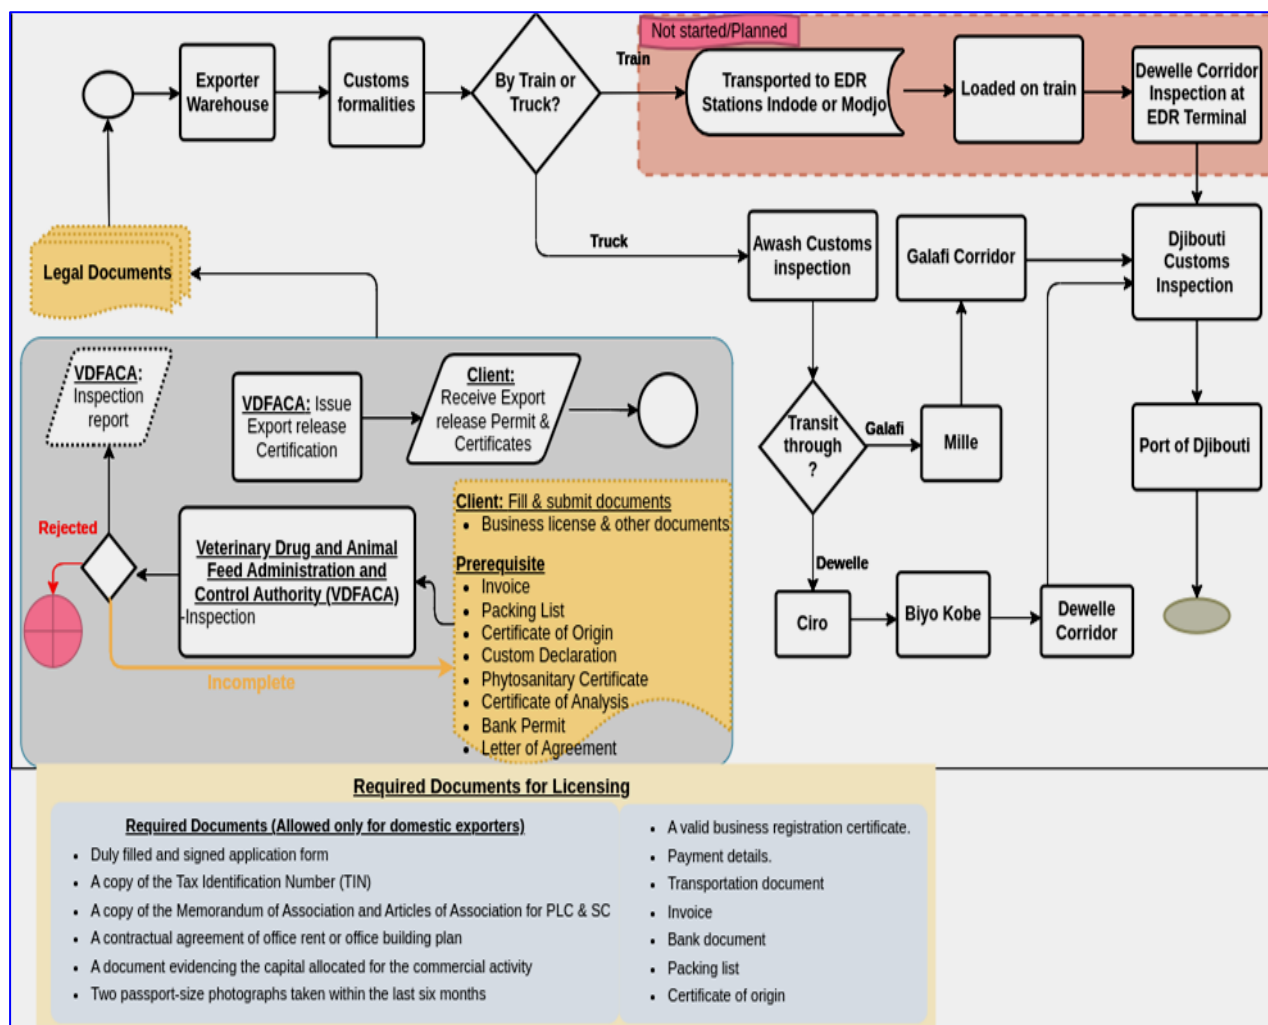 Not started/Planned
Exporter
Warehouse
Customs
formalities
By Train or
Truck?
Train
Transported to EDR
Stations Indode or Modjo
Loaded on train
Dewelle Corridor
Inspection at
EDR Terminal
Truck
Awash Customs
inspection
Galafi Corridor
Djibouti
Customs
Inspection
Legal Documents
Transit
through
?
Galafi
Mille
Port of Djibouti
Dewelle
Ciro
Biyo Kobe
Dewelle
Corridor
VDFACA:
Inspection
report
VDFACA: Issue
Export release
Certification
Client:
Receive Export
release Permit &
Certificates
Rejected
Veterinary Drug and Animal
Feed Administration and
Control Authority (VDFACA)
-Inspection
Incomplete
Client: Fill & submit documents
• Business license & other documents
Prerequisite
• Invoice
• Packing List
• Certificate of Origin
• Custom Declaration
• Phytosanitary Certificate
• Certificate of Analysis
• Bank Permit
• Letter of Agreement
Required Documents for Licensing
Required Documents (Allowed only for domestic exporters)
• Duly filled and signed application form
• A copy of the Tax Identification Number (TIN)
• A copy of the Memorandum of Association and Articles of Association for PLC & SC
• A contractual agreement of office rent or office building plan
• A document evidencing the capital allocated for the commercial activity
• Two passport-size photographs taken within the last six months
• A valid business registration certificate.
• Payment details.
• Transportation document
• Invoice
• Bank document
• Packing list
• Certificate of origin